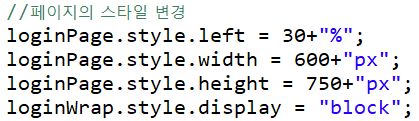 //페이지의 스타일 변경
loginPage.style.left = 30+"%";
loginPage.style.width = 600+"px";
loginPage.style.height = 750+"px";
loginWrap.style.display = "block";